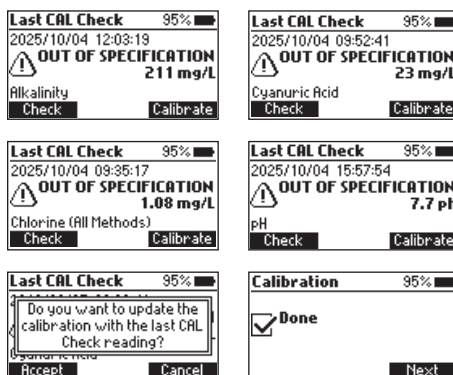 Last CAL Check 95%
2025/10/04 12:03:19
OUT OF SPECIFICATION
211 mg/L
Alkalinity
Check Calibrate
Last CAL Check 95%
2025/10/04 09:52:41
OUT OF SPECIFICATION
23 mg/L
Cyanuric Acid
Check Calibrate
Last CAL Check 95%
2025/10/04 09:35:17
OUT OF SPECIFICATION
1.08 mg/L
Chlorine (All Methods)
Check Calibrate
Last CAL Check 95%
2025/10/04 15:57:54
OUT OF SPECIFICATION
7.7 pH
pH
Check Calibrate
Last CAL Check 95%
Do you want to update the
calibration with the last CAL
Check reading?
Accept Cancel
Calibration 95%
Done
Next